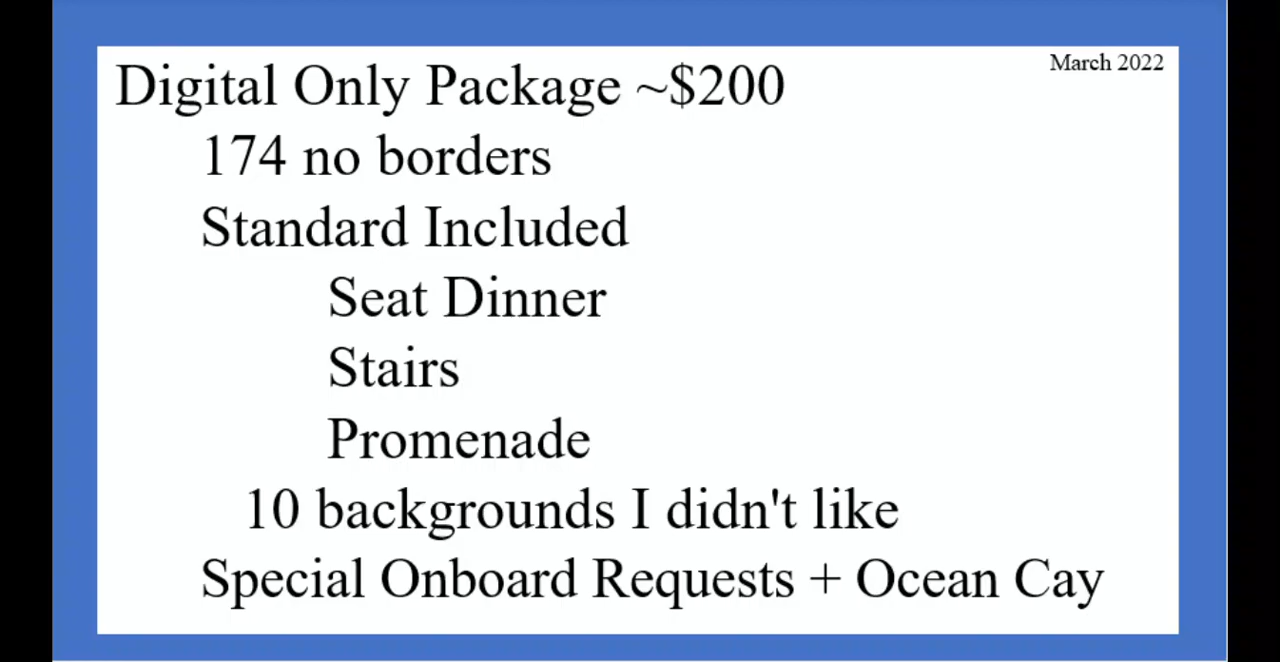 March 2022
Digital Only Package ~$200
174 no borders
Standard Included
Seat Dinner
Stairs
Promenade
10 backgrounds I didn't like
Special Onboard Requests + Ocean Cay